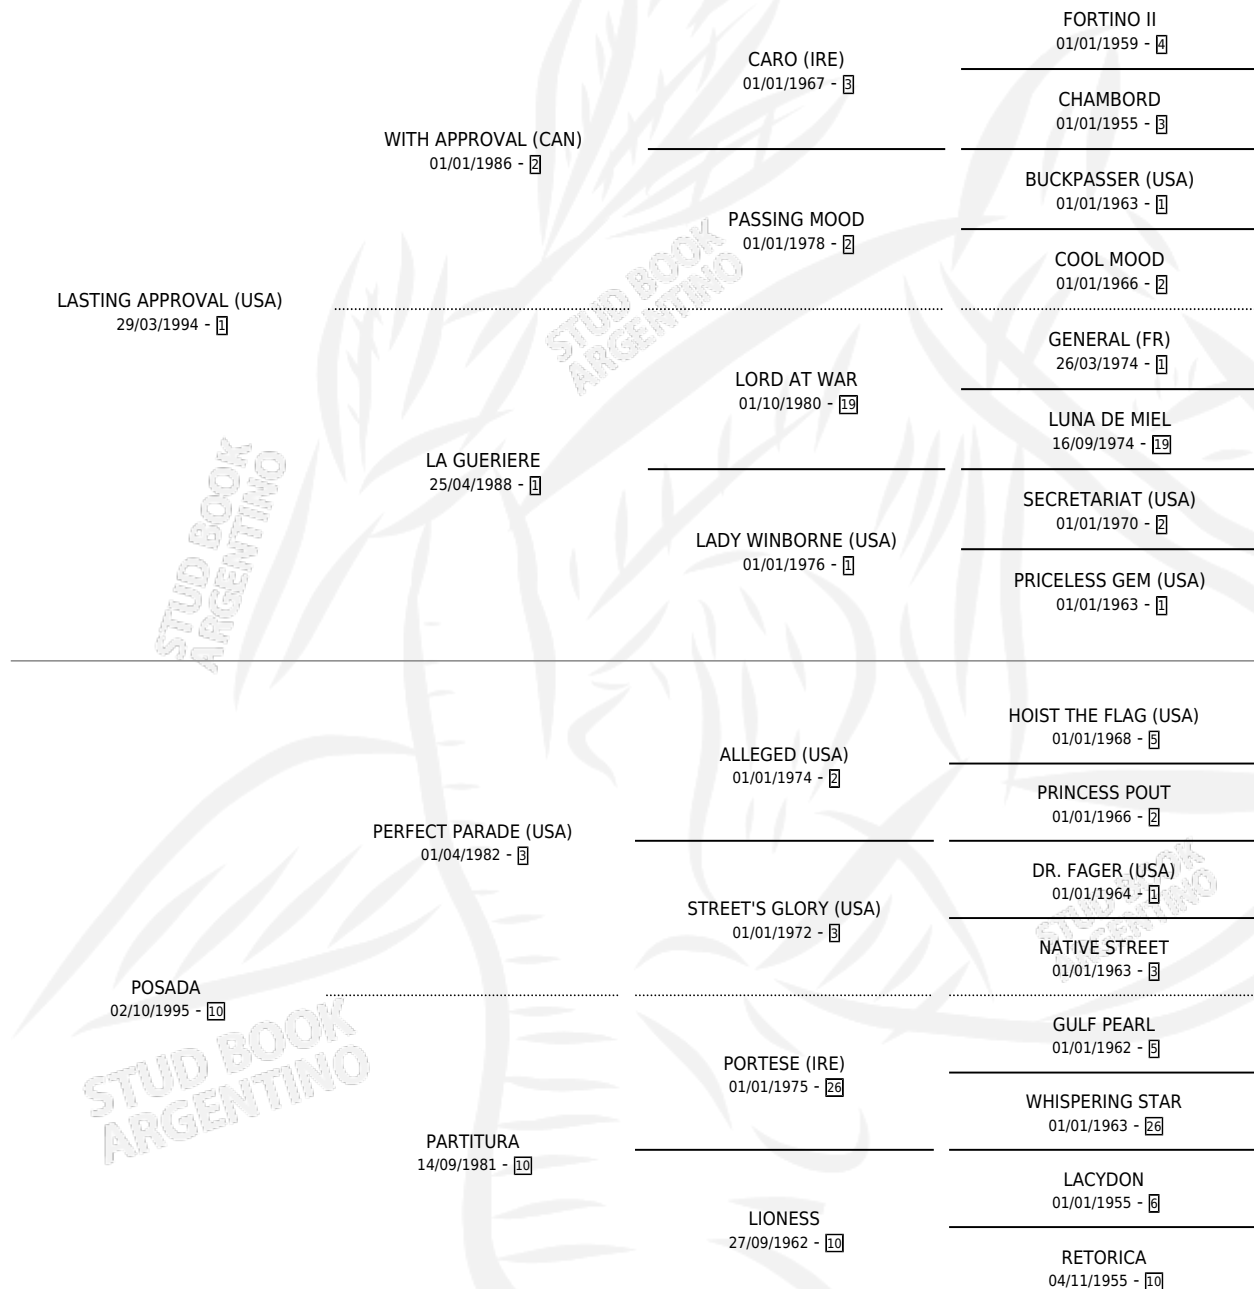 FORTINO II
01/01/1959 - 4
CARO (IRE)
01/01/1967 - 3
CHAMBORD
01/01/1955 - 3
WITH APPROVAL (CAN)
01/01/1986 - 2
BUCKPASSER (USA)
01/01/1963 - 1
PASSING MOOD
01/01/1978 - 2
COOL MOOD
01/01/1966 - 2
LASTING APPROVAL (USA)
29/03/1994 - 1
GENERAL (FR)
26/03/1974 - 1
LORD AT WAR
01/10/1980 - 19
LUNA DE MIEL
16/09/1974 - 19
LA GUERIERE
25/04/1988 - 1
SECRETARIAT (USA)
01/01/1970 - 2
LADY WINBORNE (USA)
01/01/1976 - 1
PRICELESS GEM (USA)
01/01/1963 - 1
HOIST THE FLAG (USA)
01/01/1968 - 5
ALLEGED (USA)
01/01/1974 - 2
PRINCESS POUT
01/01/1966 - 2
PERFECT PARADE (USA)
01/04/1982 - 3
DR. FAGER (USA)
01/01/1964 - 1
STREET'S GLORY (USA)
01/01/1972 - 3
NATIVE STREET
01/01/1963 - 3
POSADA
02/10/1995 - 10
GULF PEARL
01/01/1962 - 5
PORTESE (IRE)
01/01/1975 - 26
WHISPERING STAR
01/01/1963 - 26
PARTITURA
14/09/1981 - 10
LACYDON
01/01/1955 - 6
LIONESS
27/09/1962 - 10
RETORICA
04/11/1955 - 10
STUD BOOK
ARGENTINO
STUD BOOK
ARGENTINO
STUD BOOK
ARGENTINO
STUD BOOK
ARGENTINO